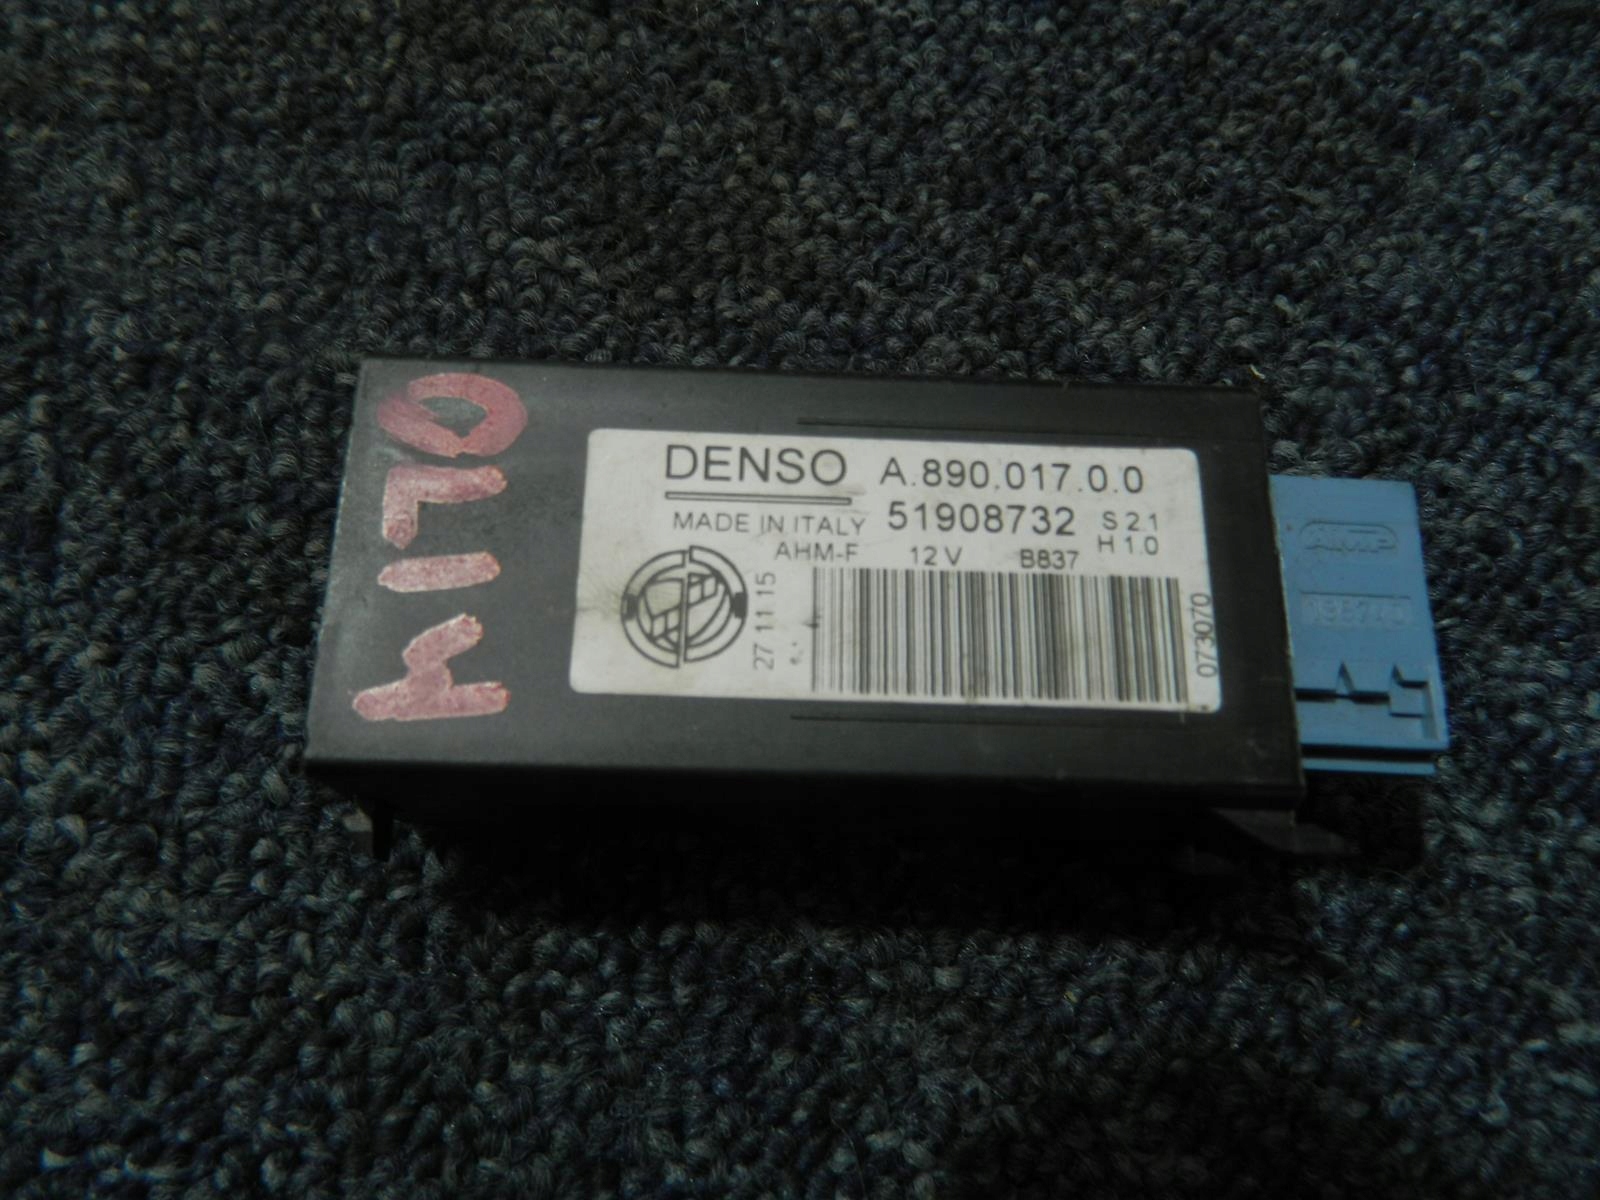 MITO
DENSO A.890.017.0.0
MADE IN ITALY 51908732 S 2.1
AHM-F 12 V B837 H 1.0
27 11 15
073070
AMP